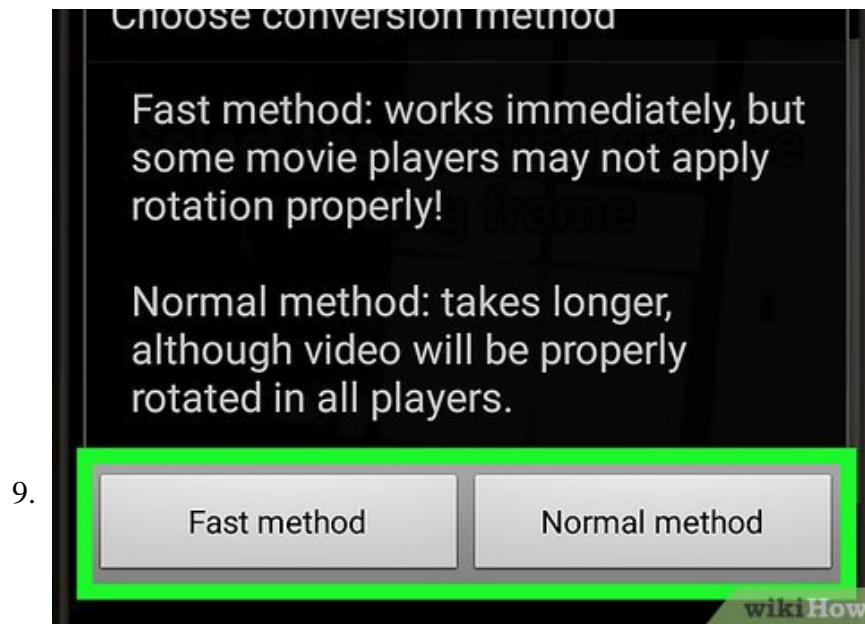 Choose conversion method
Fast method: works immediately, but
some movie players may not apply
rotation properly!
Normal method: takes longer,
although video will be properly
rotated in all players.
9.
Fast method
Normal method
wikiHow